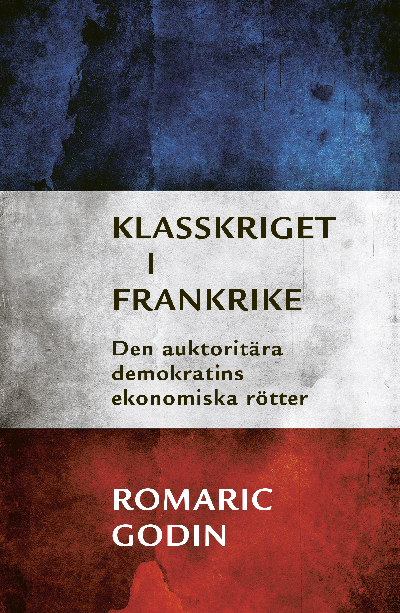 KLASSKRIGET
I
FRANKRIKE
Den auktoritära
demokratins
ekonomiska rötter
ROMARIC
GODIN